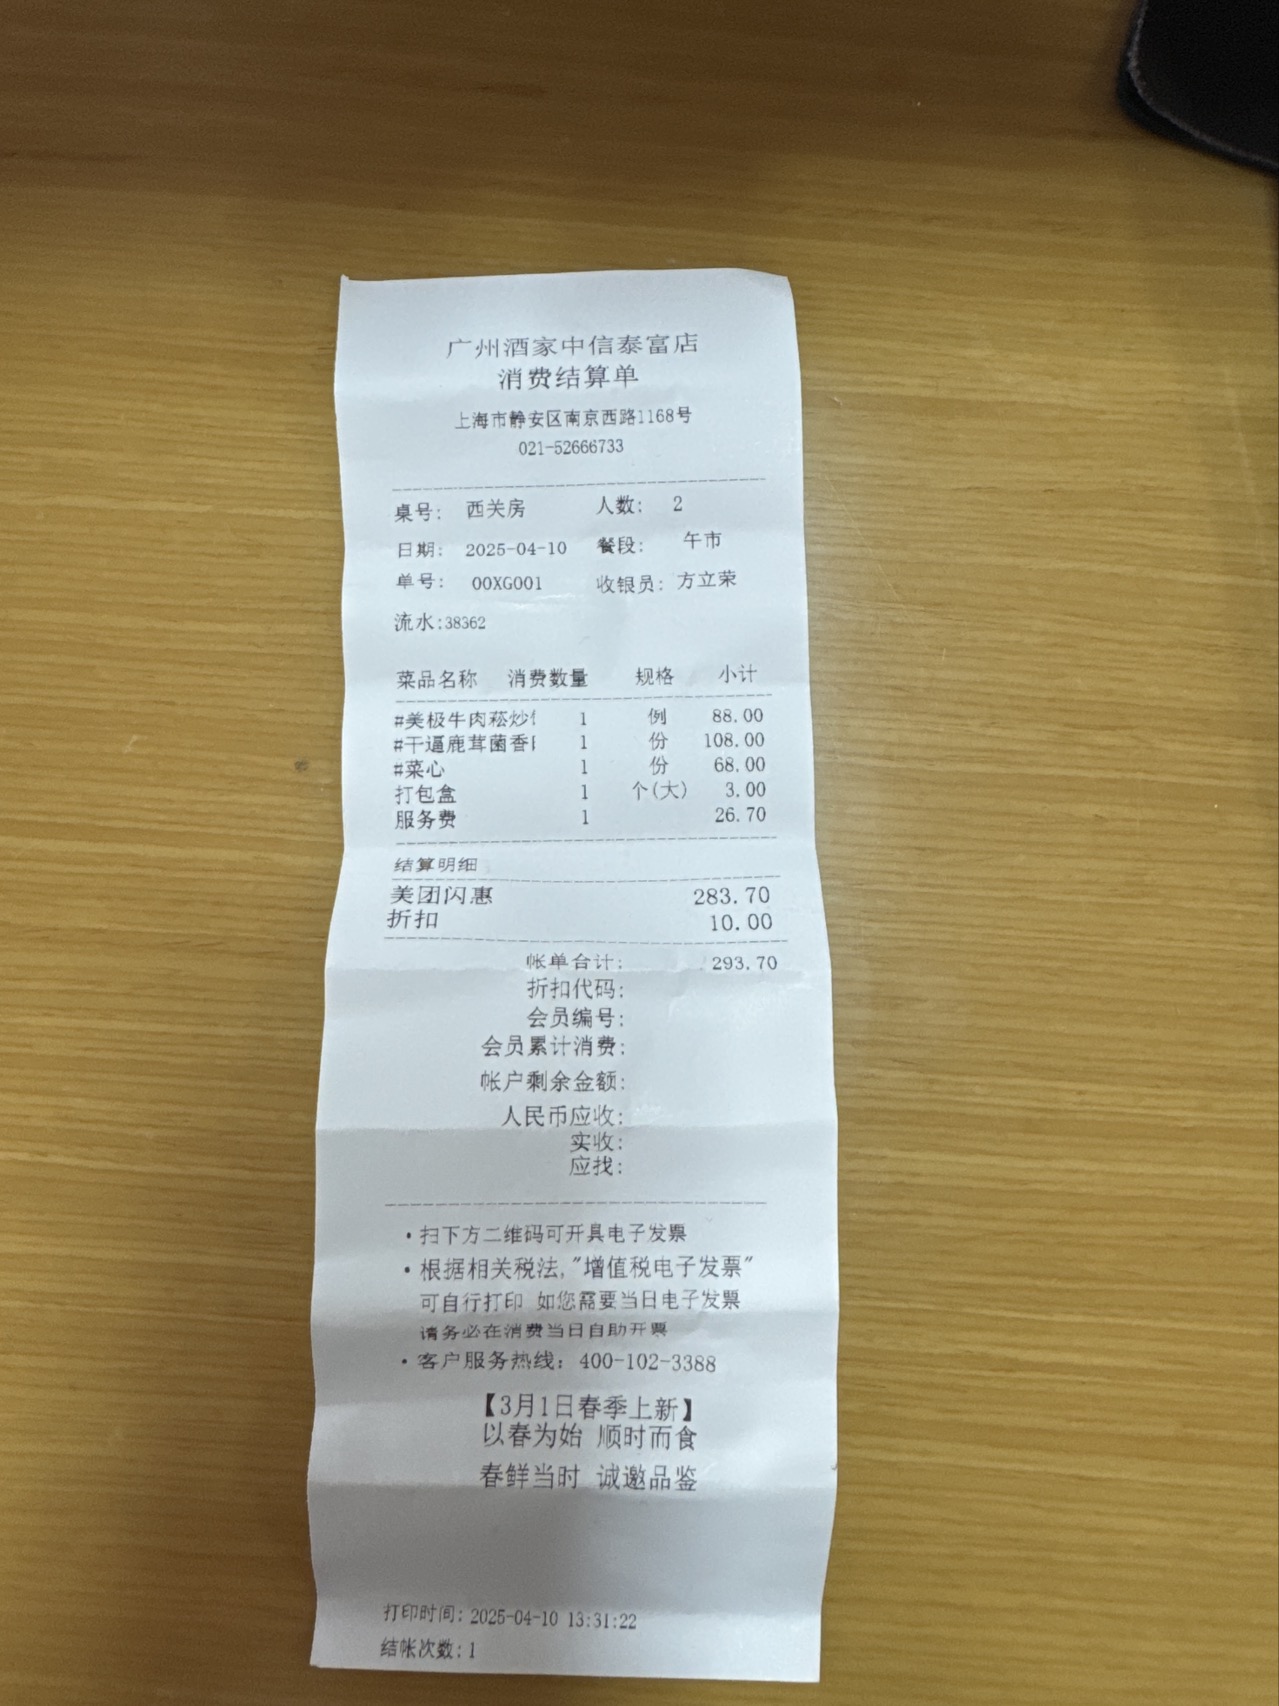 广州酒家中信泰富店
消费结算单
上海市静安区南京西路1168号
021-52666733
桌号: 西关房 人数: 2
日期: 2025-04-10 餐段: 午市
单号: 00XG001 收银员: 方立荣
流水:38362
菜品名称 消费数量 规格 小计
#美极牛肉菘炒 1 例 88.00
#干逼鹿茸菌香 1 份 108.00
#菜心 1 份 68.00
打包盒 1 个(大) 3.00
服务费 1 26.70
结算明细
美团闪惠 283.70
折扣 10.00
帐单合计: 293.70
折扣代码:
会员编号:
会员累计消费:
帐户剩余金额:
人民币应收:
实收:
应找:
·扫下方二维码可开具电子发票
·根据相关税法,"增值税电子发票"
可自行打印 如您需要当日电子发票
请务必在消费当日自助开票
·客户服务热线: 400-102-3388
【3月1日春季上新】
以春为始 顺时而食
春鲜当时 诚邀品鉴
打印时间: 2025-04-10 13:31:22
结帐次数: 1